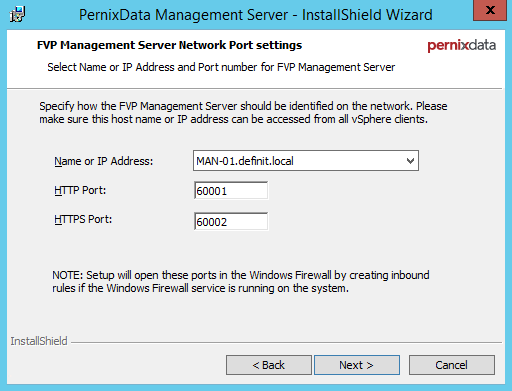 PernixData Management Server - InstallShield Wizard
x
FVP Management Server Network Port settings
pernixdata
Select Name or IP Address and Port number for FVP Management Server
Specify how the FVP Management Server should be identified on the network. Please
make sure this host name or IP address can be accessed from all vSphere clients.
Name or IP Address:
MAN-01.definit.local
HTTP Port:
60001
HTTPS Port:
60002
NOTE: Setup will open these ports in the Windows Firewall by creating inbound
rules if the Windows Firewall service is running on the system.
InstallShield
< Back
Next >
Cancel